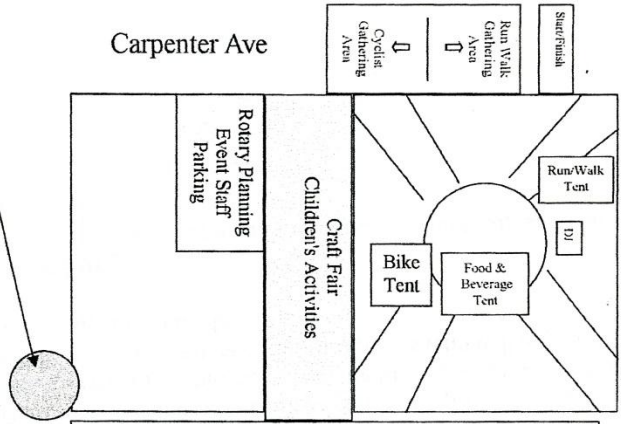 Carpenter Ave
Cyclist
Gathering
Area
Run Walk
Gathering
Area
Start/Finish
Rotary Planning
Event Staff
Parking
Craft Fair
Children's Activities
Run/Walk
Tent
DJ
Bike
Tent
Food &
Beverage
Tent